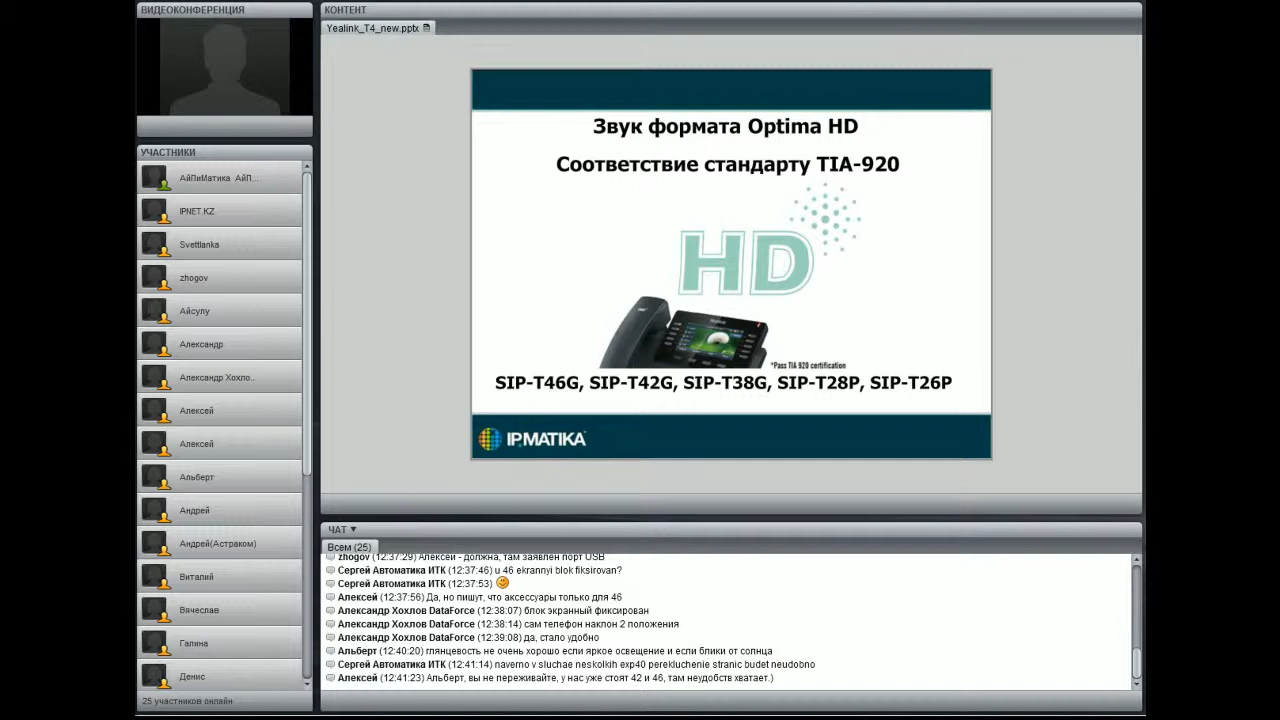 ВИДЕОКОНФЕРЕНЦИЯ
УЧАСТНИКИ
АйПиМатика АйП...
IPNET.KZ
Svettlanka
zhogov
Айсулу
Александр
Александр Хохло...
Алексей
Алексей
Альберт
Андрей
Андрей(Астраком)
Виталий
Вячеслав
Галина
Денис
25 участников онлайн
КОНТЕНТ
Yealink_T4_new.pptx
Звук формата Optima HD
Соответствие стандарту TIA-920
HD
*Pass TIA 920 certification
SIP-T46G, SIP-T42G, SIP-T38G, SIP-T28P, SIP-T26P
IPMATIKA
ЧАТ
Всем (25)
zhogov (12:37:29) Алексей - должна, там заявлен порт USB
Сергей Автоматика ИТК (12:37:46) u 46 ekrannyi blok fiksirovan?
Сергей Автоматика ИТК (12:37:53)
Алексей (12:37:56) Да, но пишут, что аксессуары только для 46
Александр Хохлов DataForce (12:38:07) блок экранный фиксирован
Александр Хохлов DataForce (12:38:14) сам телефон наклон 2 положения
Александр Хохлов DataForce (12:39:08) да, стало удобно
Альберт (12:40:20) глянцевость не очень хорошо если яркое освещение и если блики от солнца
Сергей Автоматика ИТК (12:41:14) naverno v sluchae neskolkih exp40 perekluchenie stranic budet neudobno
Алексей (12:41:23) Альберт, вы не переживайте, у нас уже стоят 42 и 46, там неудобств хватает.)